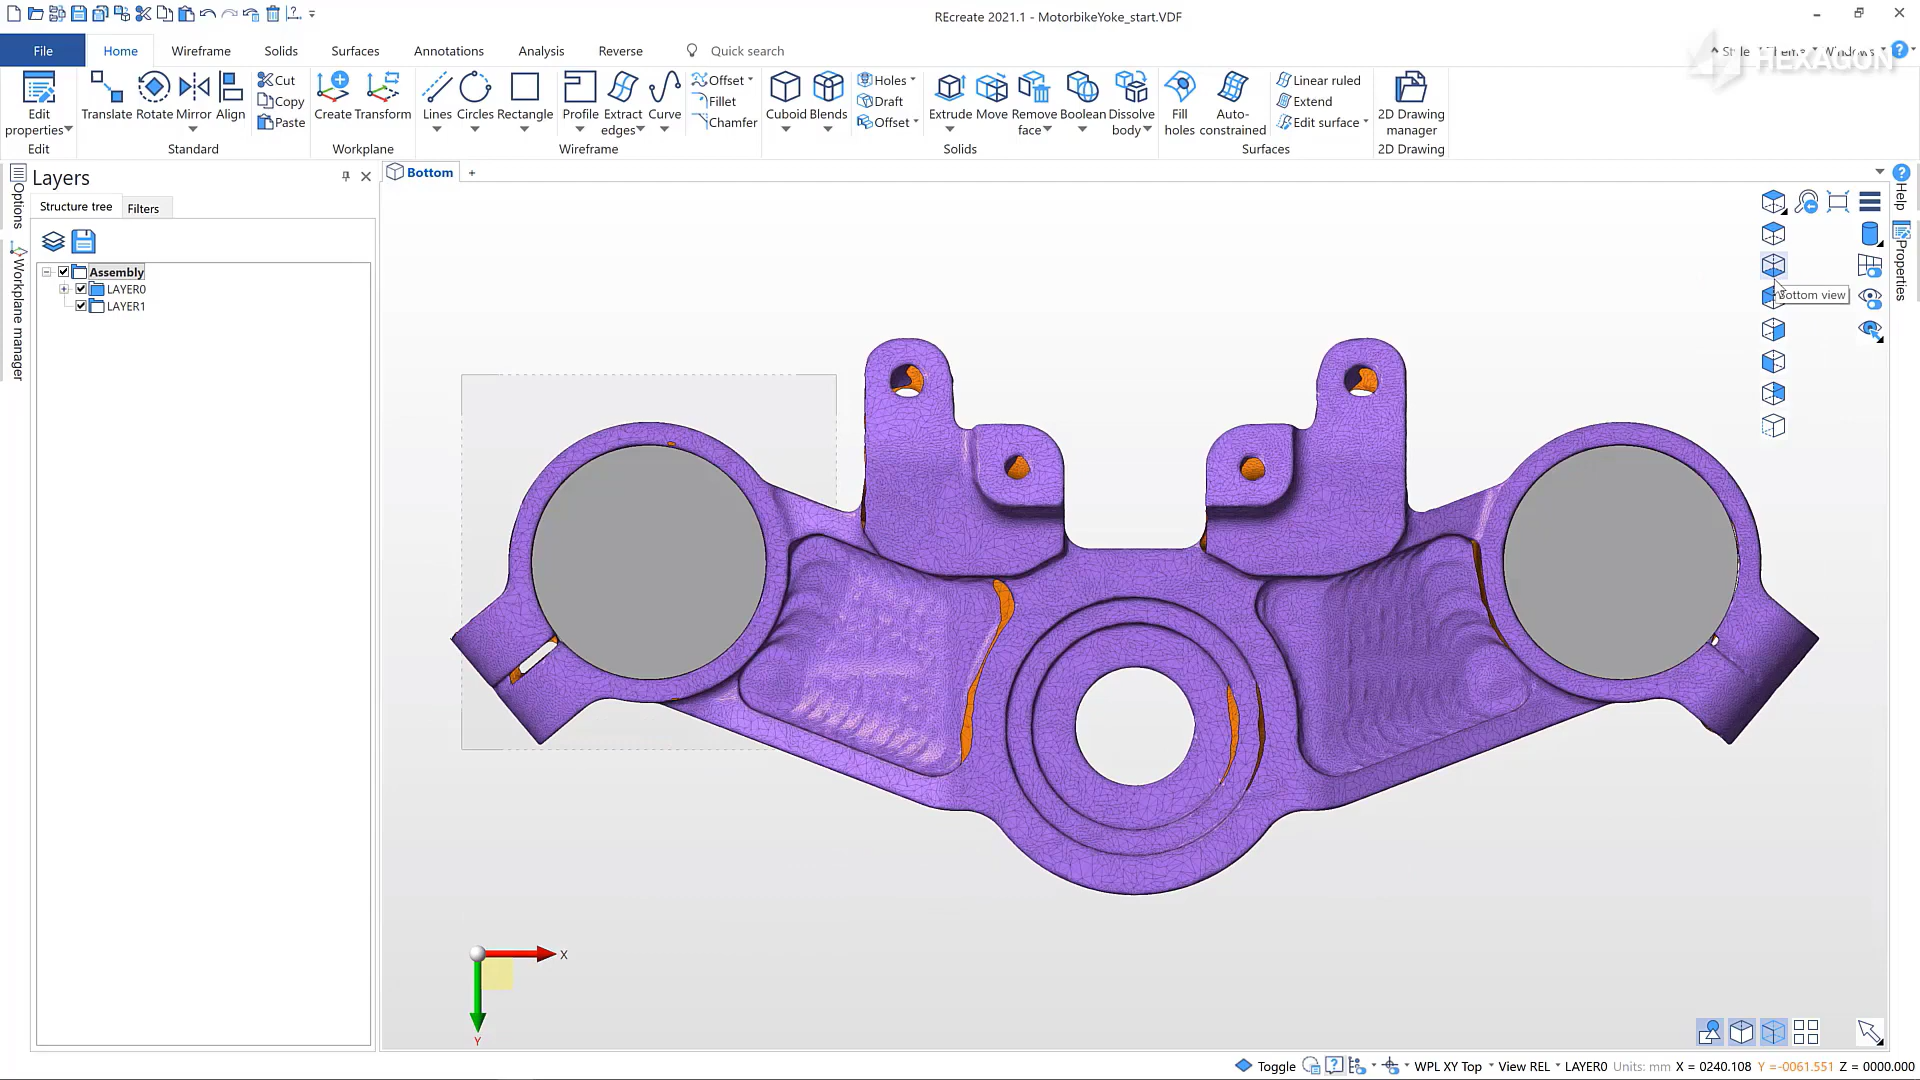 REcreate 2021.1 - MotorbikeYoke_start.VDF
File Home Wireframe Solids Surfaces Annotations Analysis Reverse Quick search
Style Windows
HEXAGON
Edit properties
Edit
Translate Rotate Mirror Align
Cut
Copy
Paste
Standard
Create Transform
Workplane
Lines Circles Rectangle Profile Extract edges Curve
Offset
Fillet
Chamfer
Wireframe
Cuboid Blends
Holes
Draft
Offset
Extrude Move Remove face Boolean Dissolve body
Solids
Fill holes Auto-constrained
Linear ruled
Extend
Edit surface
Surfaces
2D Drawing manager
2D Drawing
Options
Workplane manager
Layers
Structure tree Filters
Assembly
LAYER0
LAYER1
Bottom +
Help
Properties
Bottom view
X
Y
Toggle WPL XY Top View REL LAYER0 Units: mm X = 0240.108 Y =-0061.551 Z = 0000.000